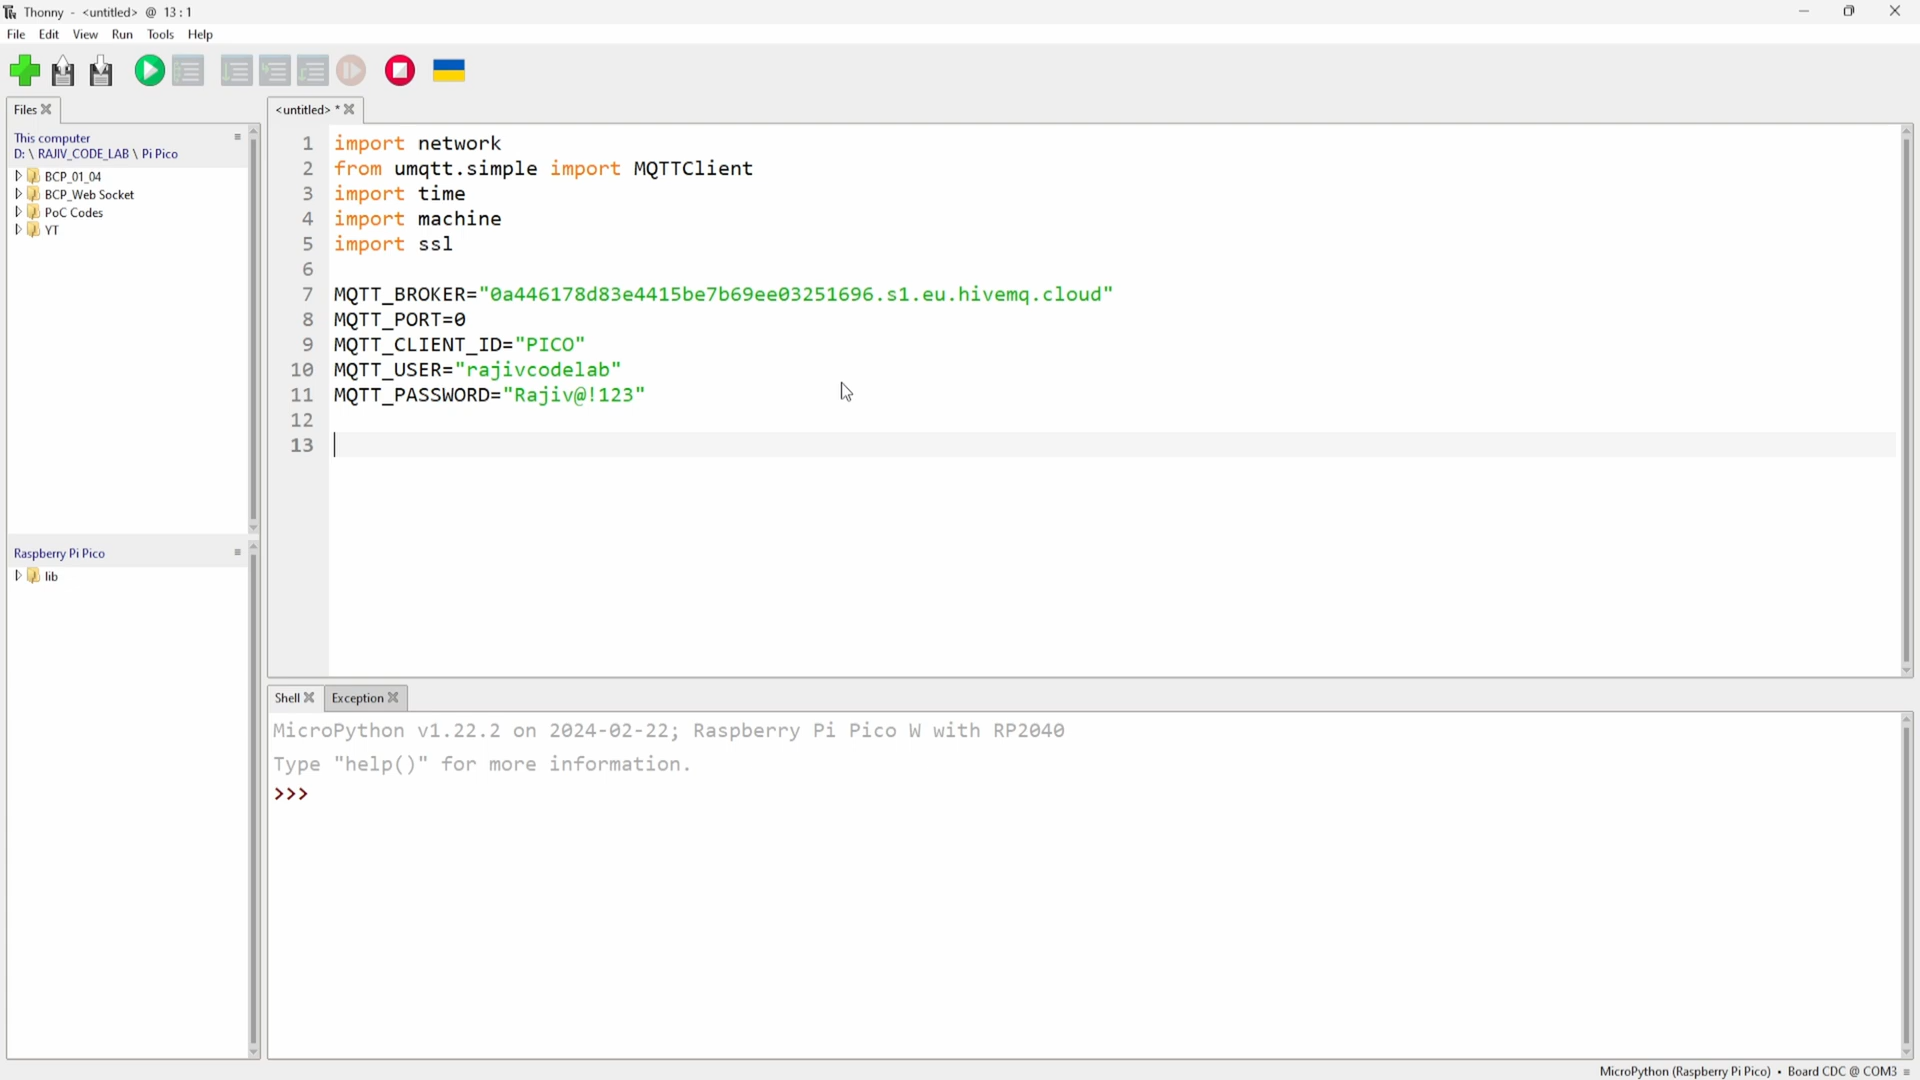 Thonny - <untitled> @ 13 : 1
File Edit View Run Tools Help
Files
This computer
D: \ RAJIV_CODE_LAB \ Pi Pico
BCP_01_04
BCP_Web Socket
PoC Codes
YT
Raspberry Pi Pico
lib
<untitled> *
1 import network
2 from umqtt.simple import MQTTClient
3 import time
4 import machine
5 import ssl
6
7 MQTT_BROKER="0a446178d83e4415be7b69ee03251696.s1.eu.hivemq.cloud"
8 MQTT_PORT=0
9 MQTT_CLIENT_ID="PICO"
10 MQTT_USER="rajivcodelab"
11 MQTT_PASSWORD="Rajiv@!123"
12
13
Shell Exception
MicroPython v1.22.2 on 2024-02-22; Raspberry Pi Pico W with RP2040
Type "help()" for more information.
>>>
MicroPython (Raspberry Pi Pico) • Board CDC @ COM3 ≡